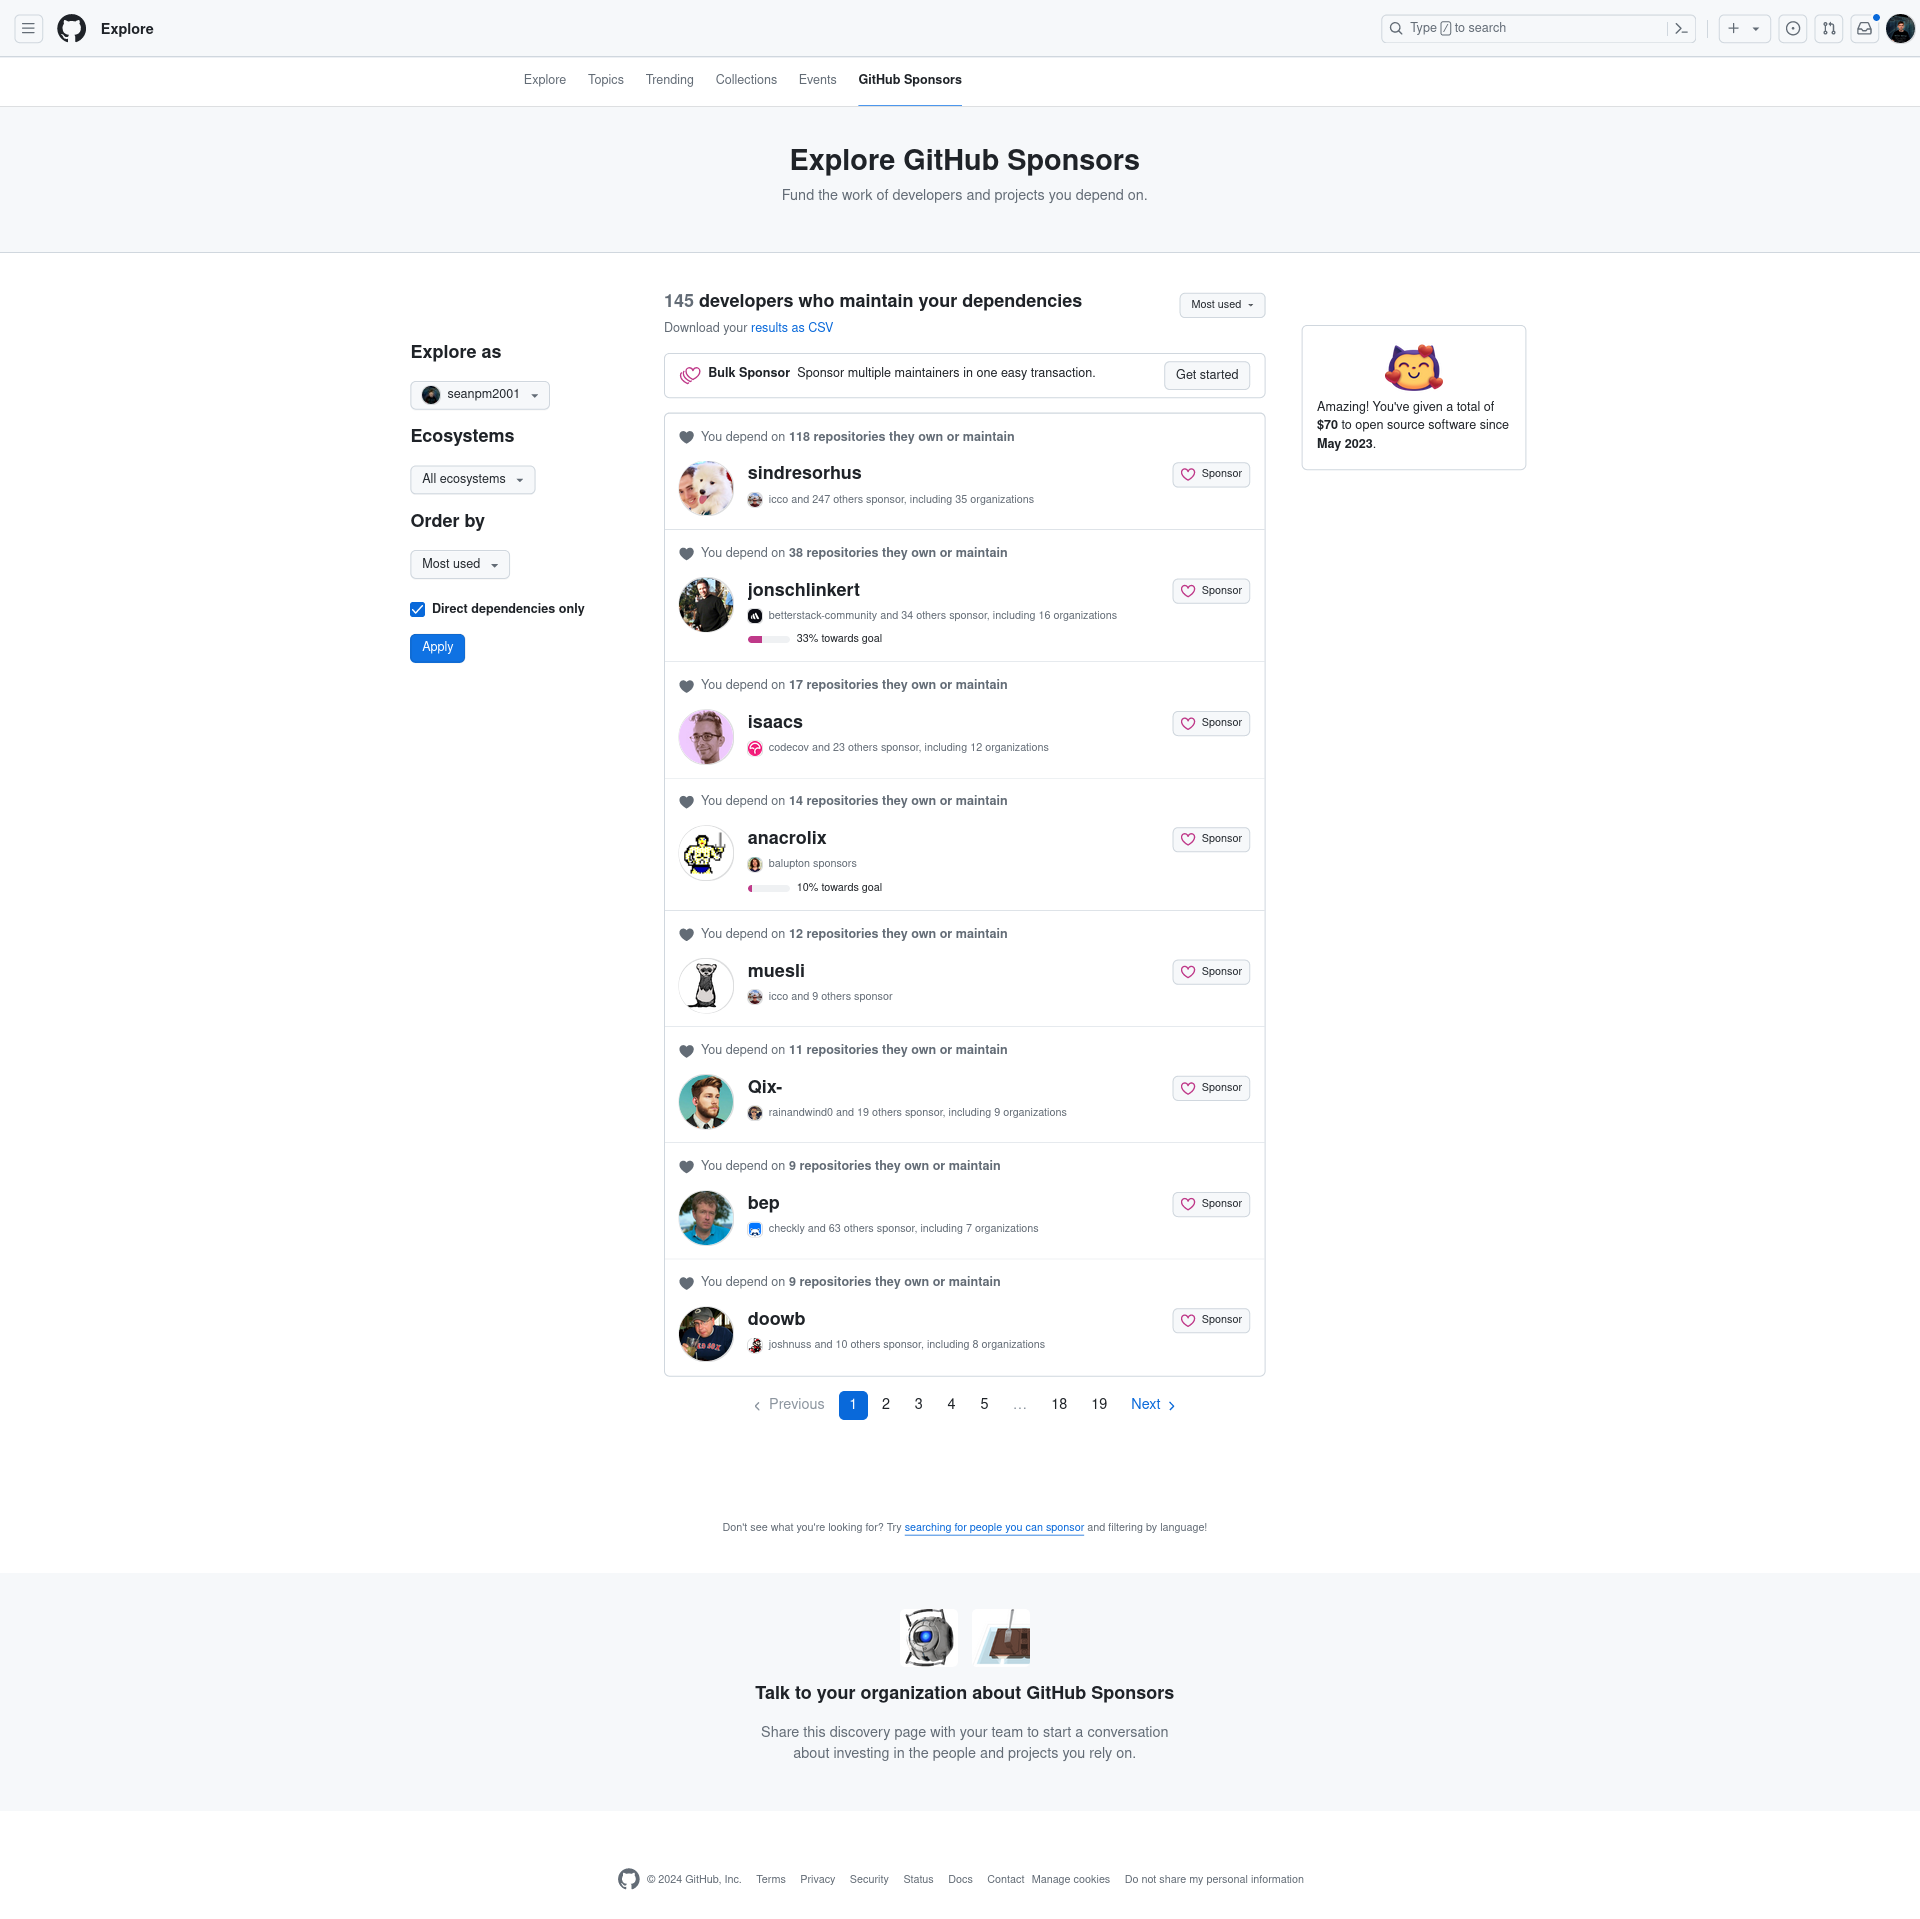 Explore
Type / to search
Explore Topics Trending Collections Events GitHub Sponsors
Explore GitHub Sponsors
Fund the work of developers and projects you depend on.
Explore as
seanpm2001
Ecosystems
All ecosystems
Order by
Most used
Direct dependencies only
Apply
145 developers who maintain your dependencies
Most used
Download your results as CSV
Bulk Sponsor Sponsor multiple maintainers in one easy transaction.
Get started
You depend on 118 repositories they own or maintain
sindresorhus
Sponsor
icco and 247 others sponsor, including 35 organizations
You depend on 38 repositories they own or maintain
jonschlinkert
Sponsor
betterstack-community and 34 others sponsor, including 16 organizations
33% towards goal
You depend on 17 repositories they own or maintain
isaacs
Sponsor
codecov and 23 others sponsor, including 12 organizations
You depend on 14 repositories they own or maintain
anacrolix
Sponsor
balupton sponsors
10% towards goal
You depend on 12 repositories they own or maintain
muesli
Sponsor
icco and 9 others sponsor
You depend on 11 repositories they own or maintain
Qix-
Sponsor
rainandwind0 and 19 others sponsor, including 9 organizations
You depend on 9 repositories they own or maintain
bep
Sponsor
checkly and 63 others sponsor, including 7 organizations
You depend on 9 repositories they own or maintain
doowb
Sponsor
joshnuss and 10 others sponsor, including 8 organizations
Previous 1 2 3 4 5 … 18 19 Next
Amazing! You've given a total of
$70 to open source software since
May 2023.
Don't see what you're looking for? Try searching for people you can sponsor and filtering by language!
Talk to your organization about GitHub Sponsors
Share this discovery page with your team to start a conversation
about investing in the people and projects you rely on.
© 2024 GitHub, Inc. Terms Privacy Security Status Docs Contact Manage cookies Do not share my personal information